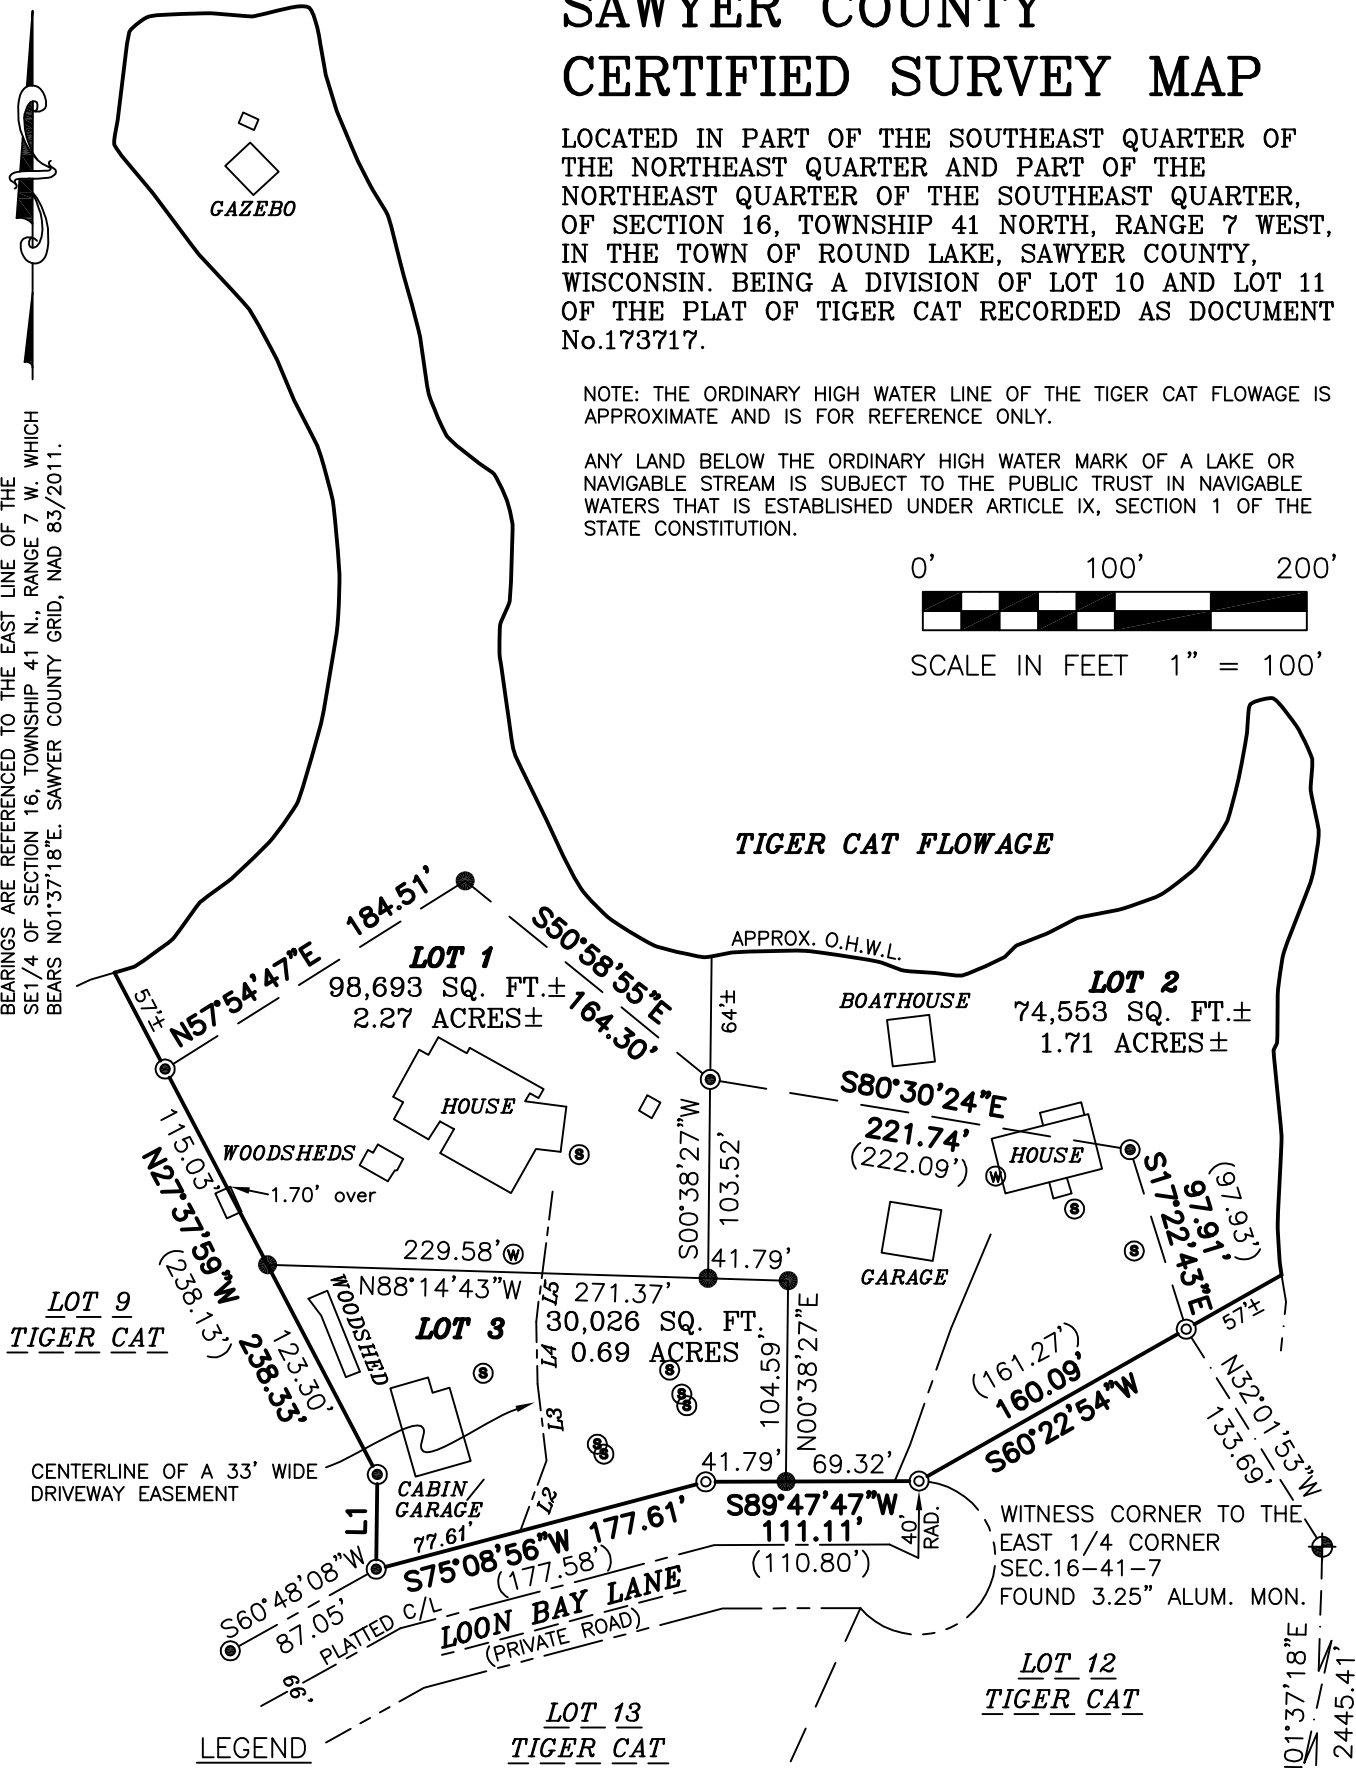 SAWYER COUNTY
CERTIFIED SURVEY MAP
LOCATED IN PART OF THE SOUTHEAST QUARTER OF
THE NORTHEAST QUARTER AND PART OF THE
NORTHEAST QUARTER OF THE SOUTHEAST QUARTER,
OF SECTION 16, TOWNSHIP 41 NORTH, RANGE 7 WEST,
IN THE TOWN OF ROUND LAKE, SAWYER COUNTY,
WISCONSIN. BEING A DIVISION OF LOT 10 AND LOT 11
OF THE PLAT OF TIGER CAT RECORDED AS DOCUMENT
No.173717.
NOTE: THE ORDINARY HIGH WATER LINE OF THE TIGER CAT FLOWAGE IS
APPROXIMATE AND IS FOR REFERENCE ONLY.
ANY LAND BELOW THE ORDINARY HIGH WATER MARK OF A LAKE OR
NAVIGABLE STREAM IS SUBJECT TO THE PUBLIC TRUST IN NAVIGABLE
WATERS THAT IS ESTABLISHED UNDER ARTICLE IX, SECTION 1 OF THE
STATE CONSTITUTION.
0' 100' 200'
SCALE IN FEET 1" = 100'
BEARINGS ARE REFERENCED TO THE EAST LINE OF THE
SE1/4 OF SECTION 16, TOWNSHIP 41 N., RANGE 7 W. WHICH
BEARS N01°37'18"E. SAWYER COUNTY GRID, NAD 83/2011.
GAZEBO
TIGER CAT FLOWAGE
APPROX. O.H.W.L.
N57°54'47"E 184.51'
S50°58'55"E
164.30'
LOT 1
98,693 SQ. FT.±
2.27 ACRES±
57'±
64'±
LOT 2
74,553 SQ. FT.±
1.71 ACRES±
BOATHOUSE
HOUSE
WOODSHEDS
1.70' over
S
115.03'
N27°37'59"W
238.33'
(238.13')
123.30'
S00°38'27"W
103.52'
S80°30'24"E
221.74'
(222.09')
HOUSE
W
S
S
GARAGE
S17°22'43"E
97.91'
(97.93')
57'±
229.58'
W
41.79'
N88°14'43"W
271.37'
LOT 9
TIGER CAT
WOODSHED
LOT 3
30,026 SQ. FT.
0.69 ACRES
L5
L4
L3
L2
L1
S
S
S
S
S
S
104.59'
N00°38'27"E
(161.27')
160.09'
S60°22'54"W
N32°01'53"W
133.69'
CENTERLINE OF A 33' WIDE
DRIVEWAY EASEMENT
CABIN/
GARAGE
77.61'
S75°08'56"W 177.61'
(177.58')
41.79'
69.32'
S89°47'47"W
111.11'
(110.80')
40'
RAD.
WITNESS CORNER TO THE
EAST 1/4 CORNER
SEC.16-41-7
FOUND 3.25" ALUM. MON.
S60°48'08"W
87.05'
PLATTED C/L
LOON BAY LANE
(PRIVATE ROAD)
66'
LOT 12
TIGER CAT
LOT 13
TIGER CAT
01°37'18"E
2445.41'
LEGEND